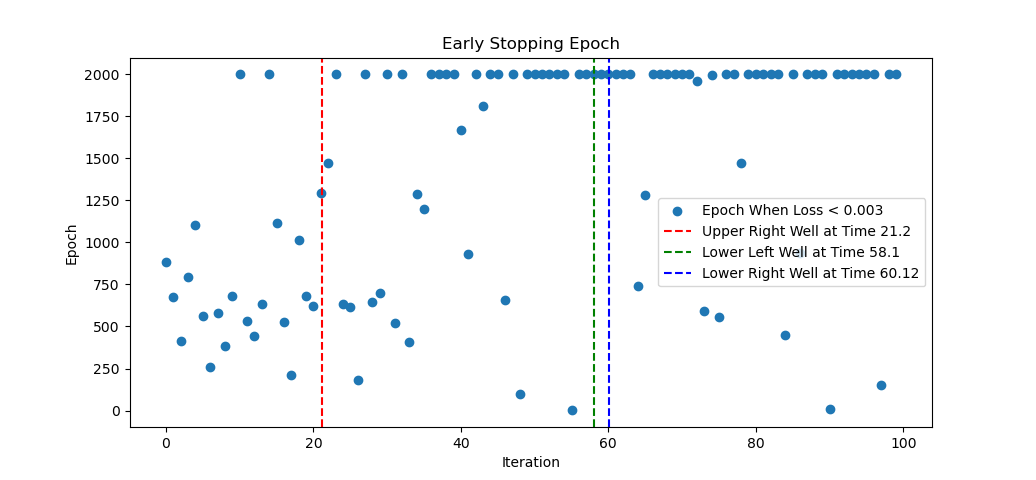 Early Stopping Epoch
2000
1750
1500
1250
1000
750
500
250
0
Epoch
Epoch When Loss < 0.003
Upper Right Well at Time 21.2
Lower Left Well at Time 58.1
Lower Right Well at Time 60.12
0 20 40 60 80 100
Iteration